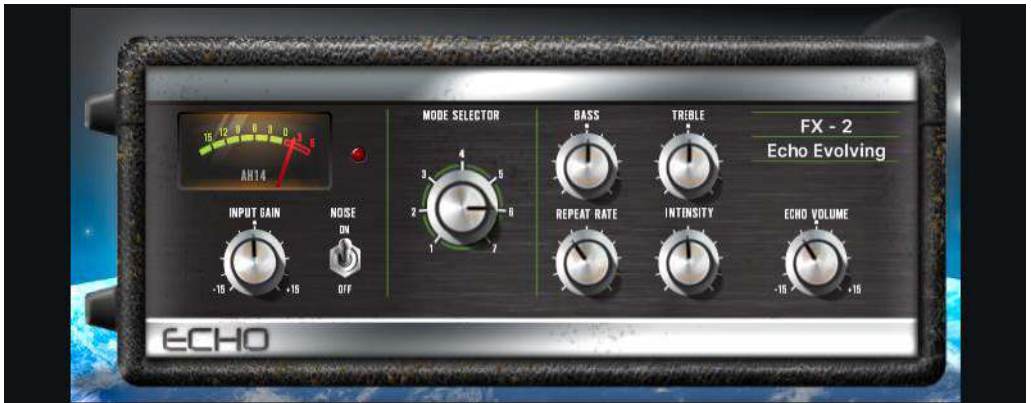 MODE SELECTOR
BASS
TREBLE
FX - 2
Echo Evolving
15 12 9 6 3 0 3 6
AH14
1 2 3 4 5 6 7
INPUT GAIN
-15 +15
NOISE
ON
OFF
REPEAT RATE
INTENSITY
ECHO VOLUME
-15 +15
ECHO